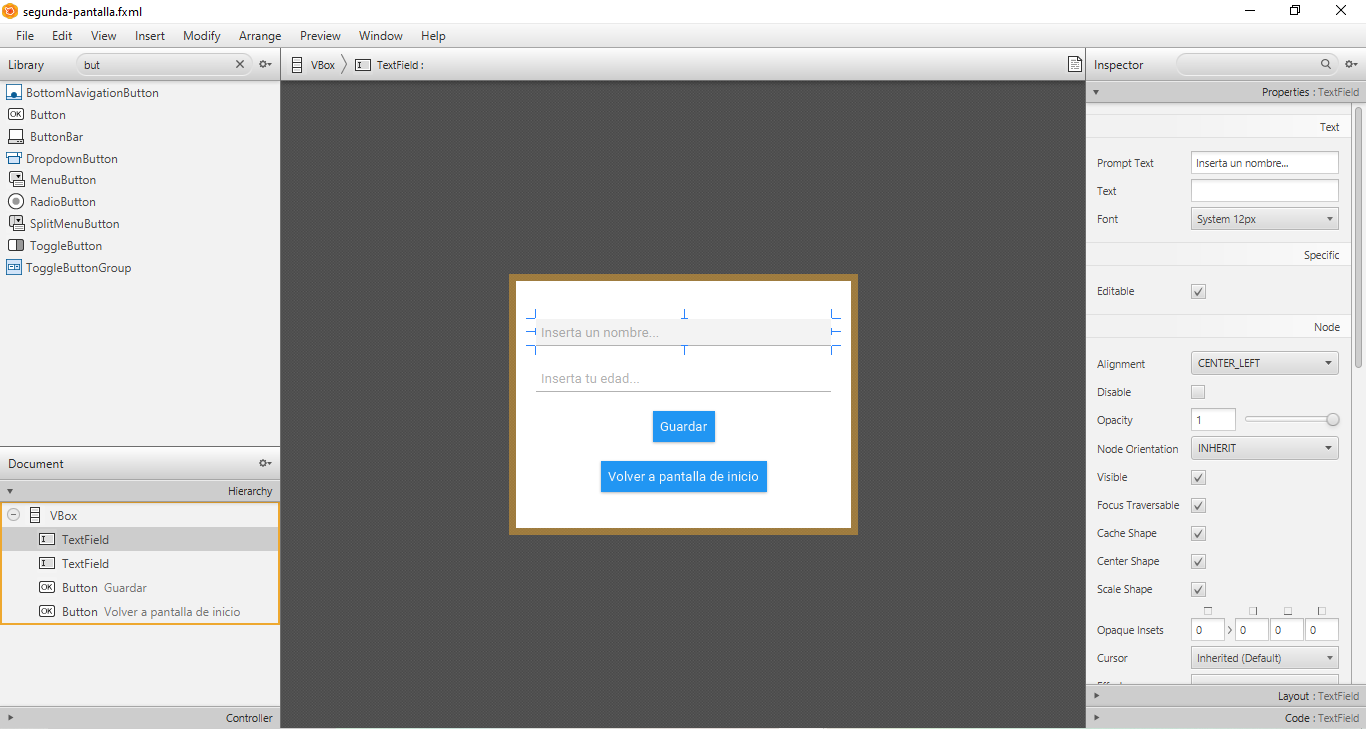 segunda-pantalla.fxml
File Edit View Insert Modify Arrange Preview Window Help
Library but
BottomNavigationButton
OK Button
ButtonBar
DropdownButton
MenuButton
RadioButton
SplitMenuButton
ToggleButton
ToggleButtonGroup
Document
Hierarchy
VBox
TextField
TextField
OK Button Guardar
OK Button Volver a pantalla de inicio
Controller
VBox TextField :
Inserta un nombre...
Inserta tu edad...
Guardar
Volver a pantalla de inicio
Inspector
Properties : TextField
Text
Prompt Text Inserta un nombre...
Text
Font System 12px
Specific
Editable
Node
Alignment CENTER_LEFT
Disable
Opacity 1
Node Orientation INHERIT
Visible
Focus Traversable
Cache Shape
Center Shape
Scale Shape
Opaque Insets 0 0 0 0
Cursor Inherited (Default)
Layout : TextField
Code : TextField